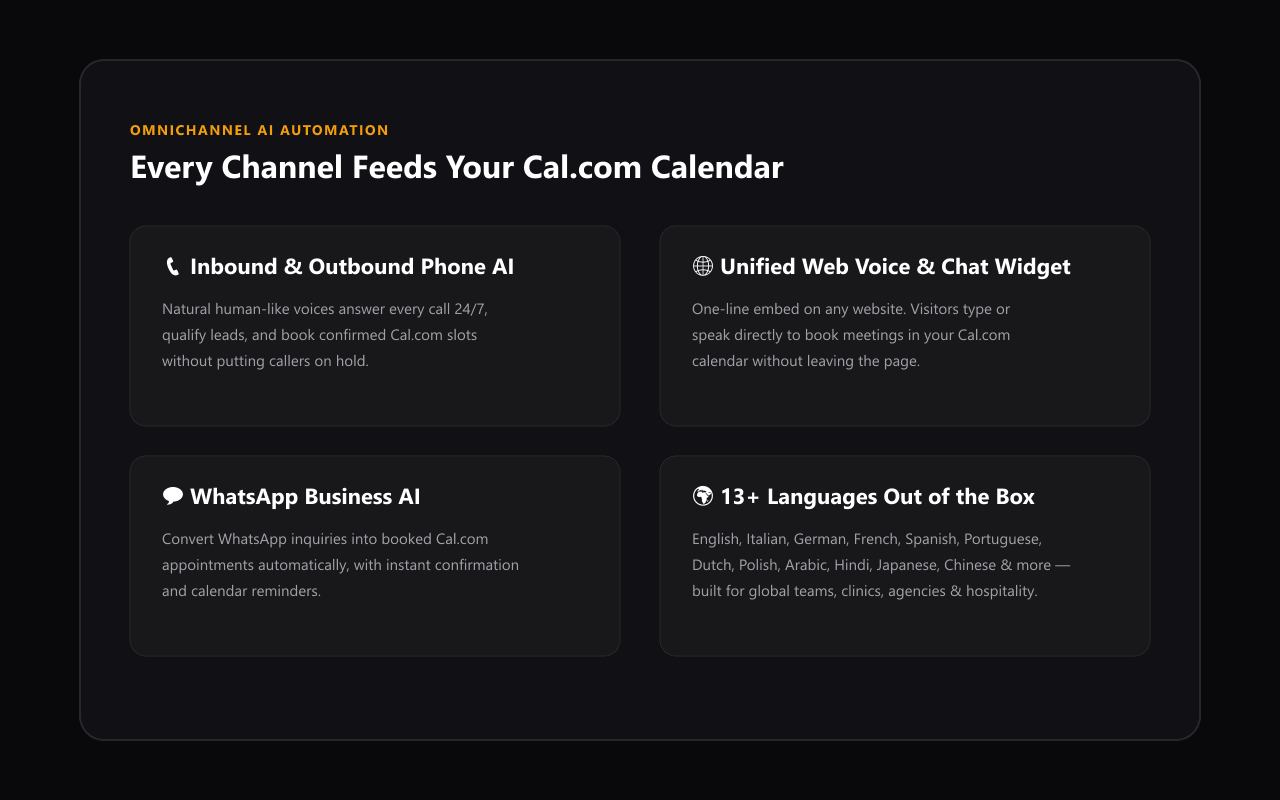 OMNICHANNEL AI AUTOMATION
Every Channel Feeds Your Cal.com Calendar
Inbound & Outbound Phone AI
Natural human-like voices answer every call 24/7,
qualify leads, and book confirmed Cal.com slots
without putting callers on hold.
Unified Web Voice & Chat Widget
One-line embed on any website. Visitors type or
speak directly to book meetings in your Cal.com
calendar without leaving the page.
WhatsApp Business AI
Convert WhatsApp inquiries into booked Cal.com
appointments automatically, with instant confirmation
and calendar reminders.
13+ Languages Out of the Box
English, Italian, German, French, Spanish, Portuguese,
Dutch, Polish, Arabic, Hindi, Japanese, Chinese & more —
built for global teams, clinics, agencies & hospitality.